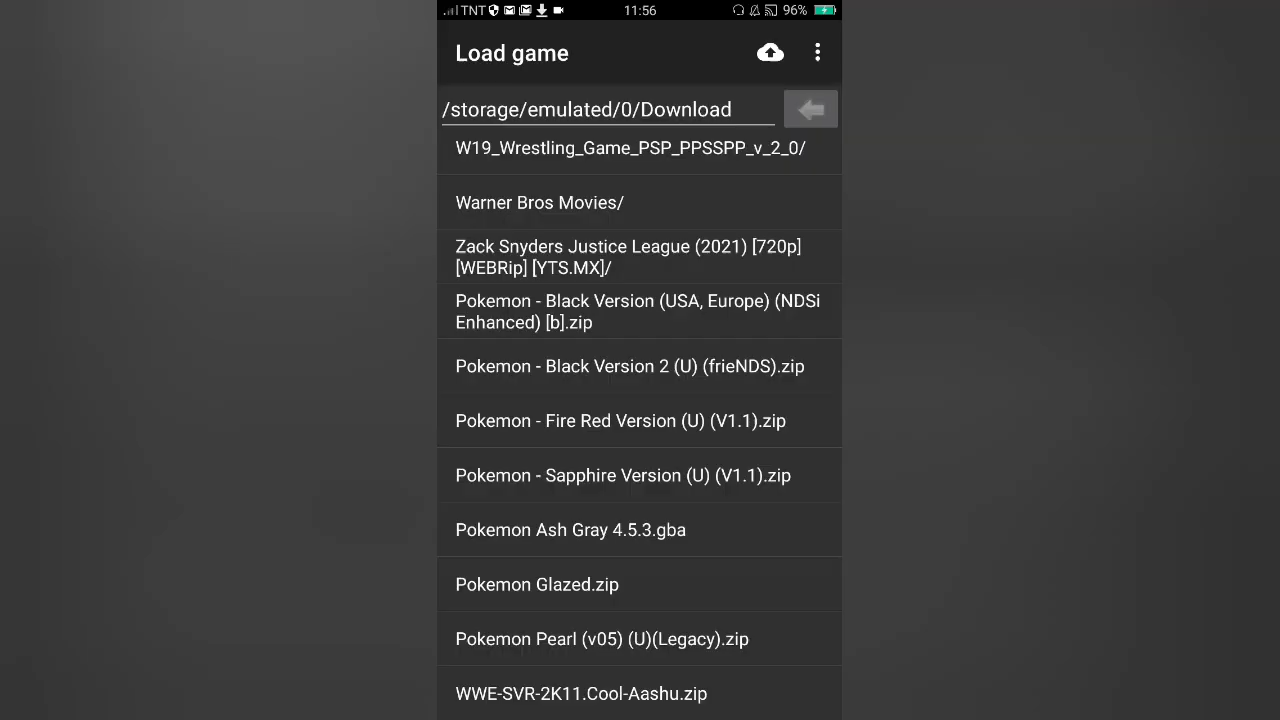 TNT 11:56 96%
Load game
/storage/emulated/0/Download
W19_Wrestling_Game_PSP_PPSSPP_v_2_0/
Warner Bros Movies/
Zack Snyders Justice League (2021) [720p]
[WEBRip] [YTS.MX]/
Pokemon - Black Version (USA, Europe) (NDSi
Enhanced) [b].zip
Pokemon - Black Version 2 (U) (frieNDS).zip
Pokemon - Fire Red Version (U) (V1.1).zip
Pokemon - Sapphire Version (U) (V1.1).zip
Pokemon Ash Gray 4.5.3.gba
Pokemon Glazed.zip
Pokemon Pearl (v05) (U)(Legacy).zip
WWE-SVR-2K11.Cool-Aashu.zip